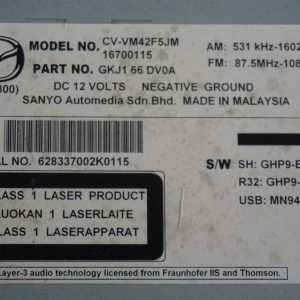 MODEL NO. CV-VM42F5JM AM: 531 kHz-1602
16700115 FM: 87.5MHz-108
300) PART NO. GKJ1 66 DV0A
DC 12 VOLTS NEGATIVE GROUND
SANYO Automedia Sdn.Bhd. MADE IN MALAYSIA
AL NO. 628337002K0115
S/W SH: GHP9-E
R32: GHP9-
USB: MN94
LASS 1 LASER PRODUCT
LUOKAN 1 LASERLAITE
LASS 1 LASERAPPARAT
Layer-3 audio technology licensed from Fraunhofer IIS and Thomson.